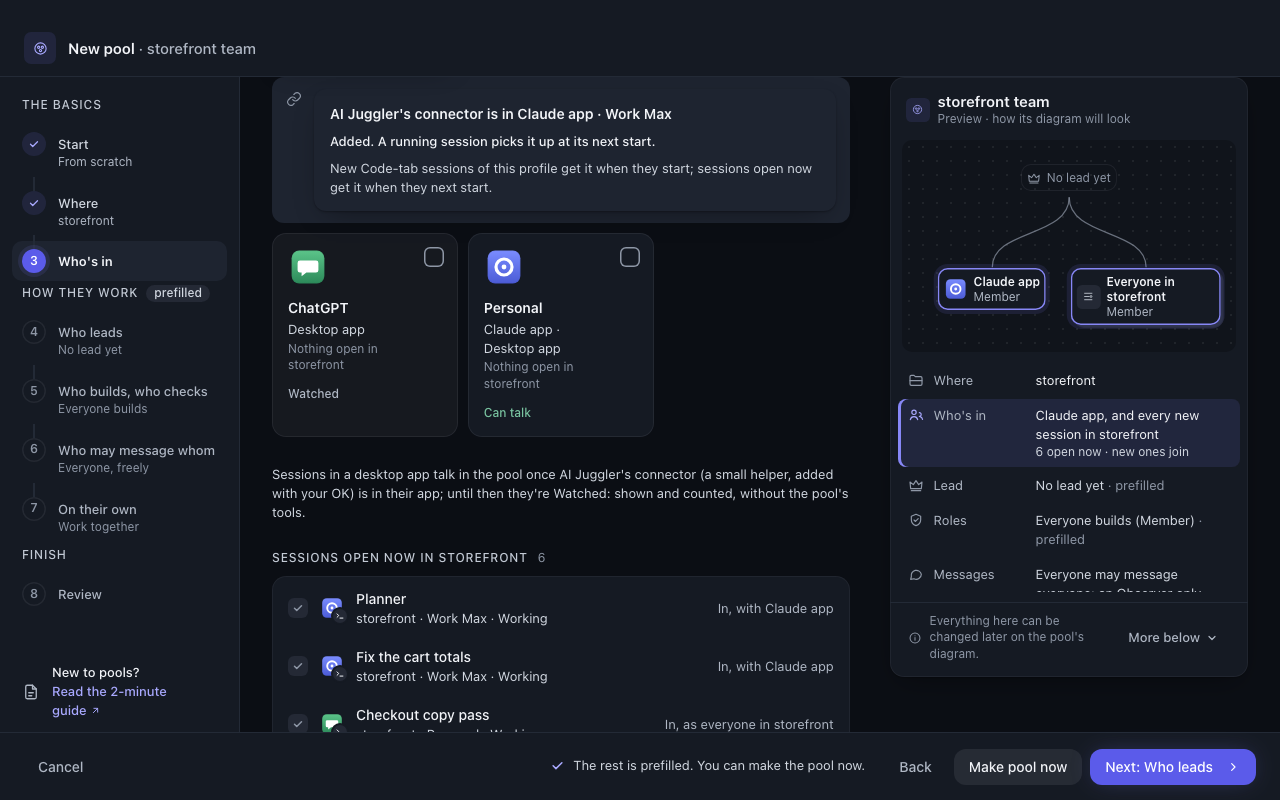 New pool · storefront team
THE BASICS
Start
From scratch
Where
storefront
3
Who's in
HOW THEY WORK
prefilled
4
Who leads
No lead yet
5
Who builds, who checks
Everyone builds
6
Who may message whom
Everyone, freely
7
On their own
Work together
FINISH
8
Review
New to pools?
Read the 2-minute
guide
AI Juggler's connector is in Claude app · Work Max
Added. A running session picks it up at its next start.
New Code-tab sessions of this profile get it when they start; sessions open now
get it when they next start.
ChatGPT
Desktop app
Nothing open in
storefront
Watched
Personal
Claude app ·
Desktop app
Nothing open in
storefront
Can talk
Sessions in a desktop app talk in the pool once AI Juggler's connector (a small helper, added
with your OK) is in their app; until then they're Watched: shown and counted, without the pool's
tools.
SESSIONS OPEN NOW IN STOREFRONT 6
Planner
storefront · Work Max · Working
In, with Claude app
Fix the cart totals
storefront · Work Max · Working
In, with Claude app
Checkout copy pass
In, as everyone in storefront
storefront team
Preview · how its diagram will look
No lead yet
Claude app
Member
Everyone in
storefront
Member
Where
storefront
Who's in
Claude app, and every new
session in storefront
6 open now · new ones join
Lead
No lead yet · prefilled
Roles
Everyone builds (Member) ·
prefilled
Messages
Everyone may message
Everything here can be
changed later on the pool's
diagram.
More below
Cancel
The rest is prefilled. You can make the pool now.
Back
Make pool now
Next: Who leads